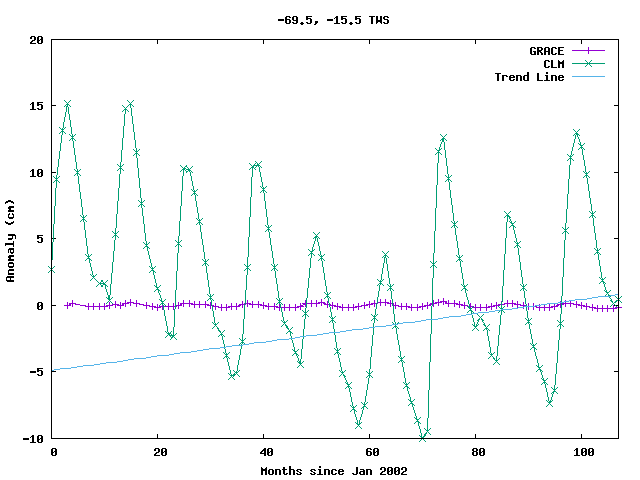 -69.5, -15.5 TWS
20
GRACE
CLM
Trend Line
15
10
5
0
-5
-10
Anomaly (cm)
0 20 40 60 80 100
Months since Jan 2002